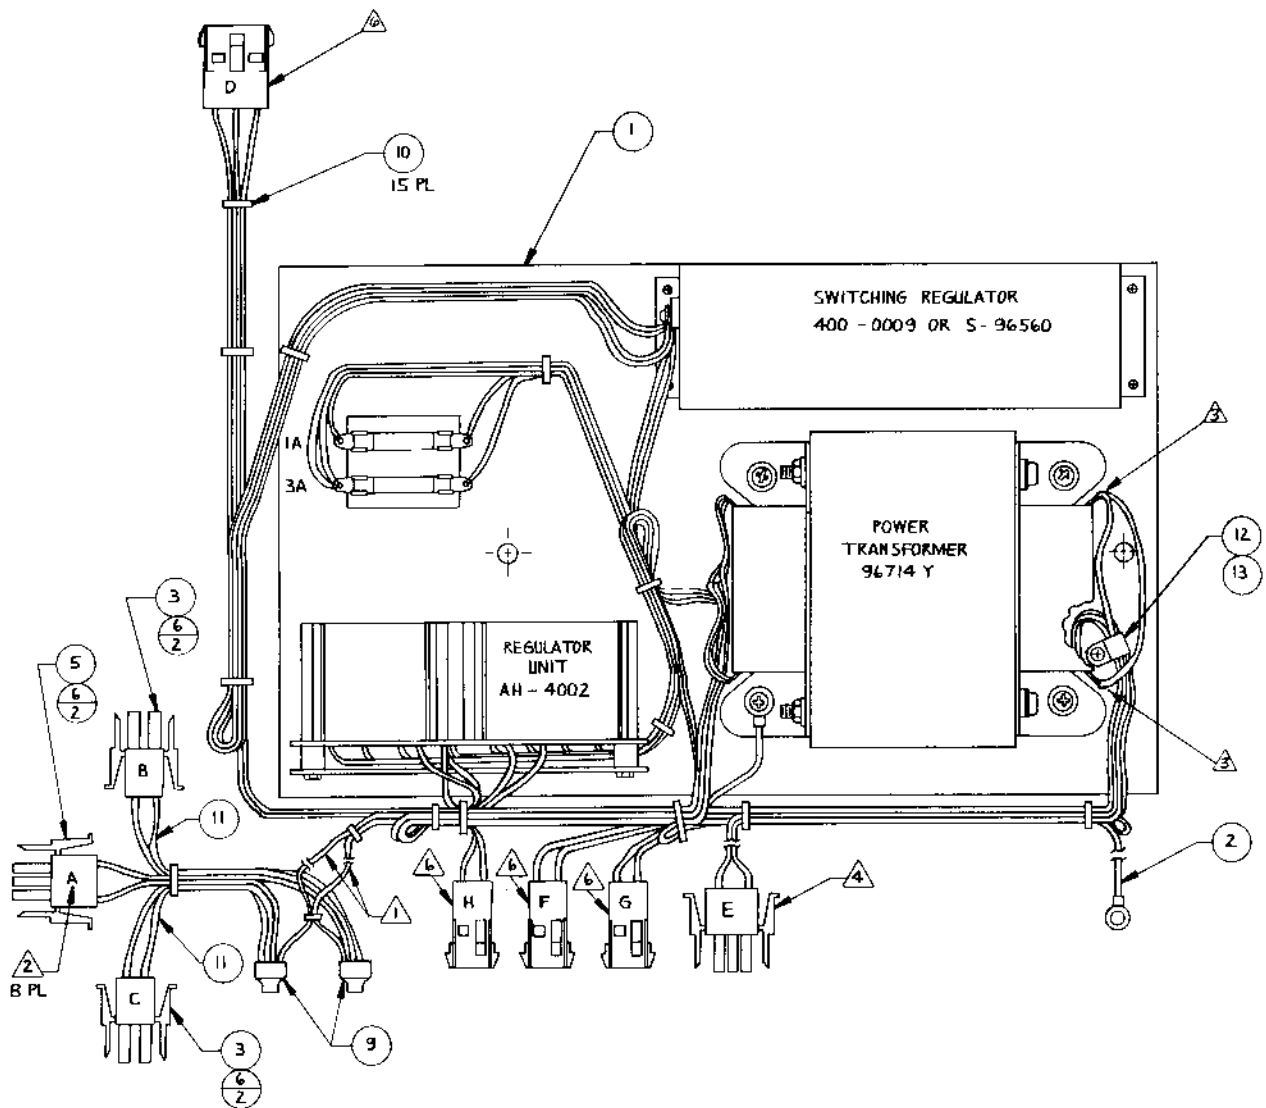 6
D
1
10
15 PL
SWITCHING REGULATOR
400-0009 OR S-96560
3
1A
3A
POWER
TRANSFORMER
96714 Y
12
13
3
6
2
REGULATOR
UNIT
AH-4002
5
6
2
B
3
11
A
2
8 PL
6
H
6
F
6
G
E
4
2
1
11
C
9
3
6
2